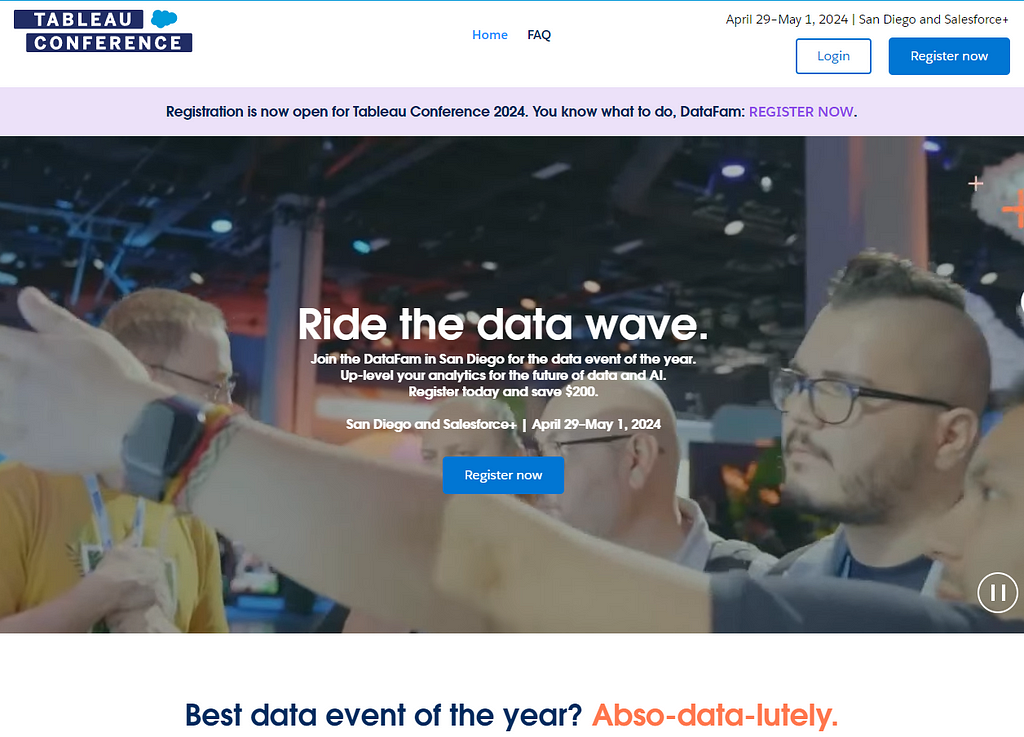 TABLEAU
CONFERENCE
Home
FAQ
April 29–May 1, 2024 | San Diego and Salesforce+
Login
Register now
Registration is now open for Tableau Conference 2024. You know what to do, DataFam: REGISTER NOW.
Ride the data wave.
Join the DataFam in San Diego for the data event of the year.
Up-level your analytics for the future of data and AI.
Register today and save $200.
San Diego and Salesforce+ | April 29–May 1, 2024
Register now
Best data event of the year? Abso-data-lutely.